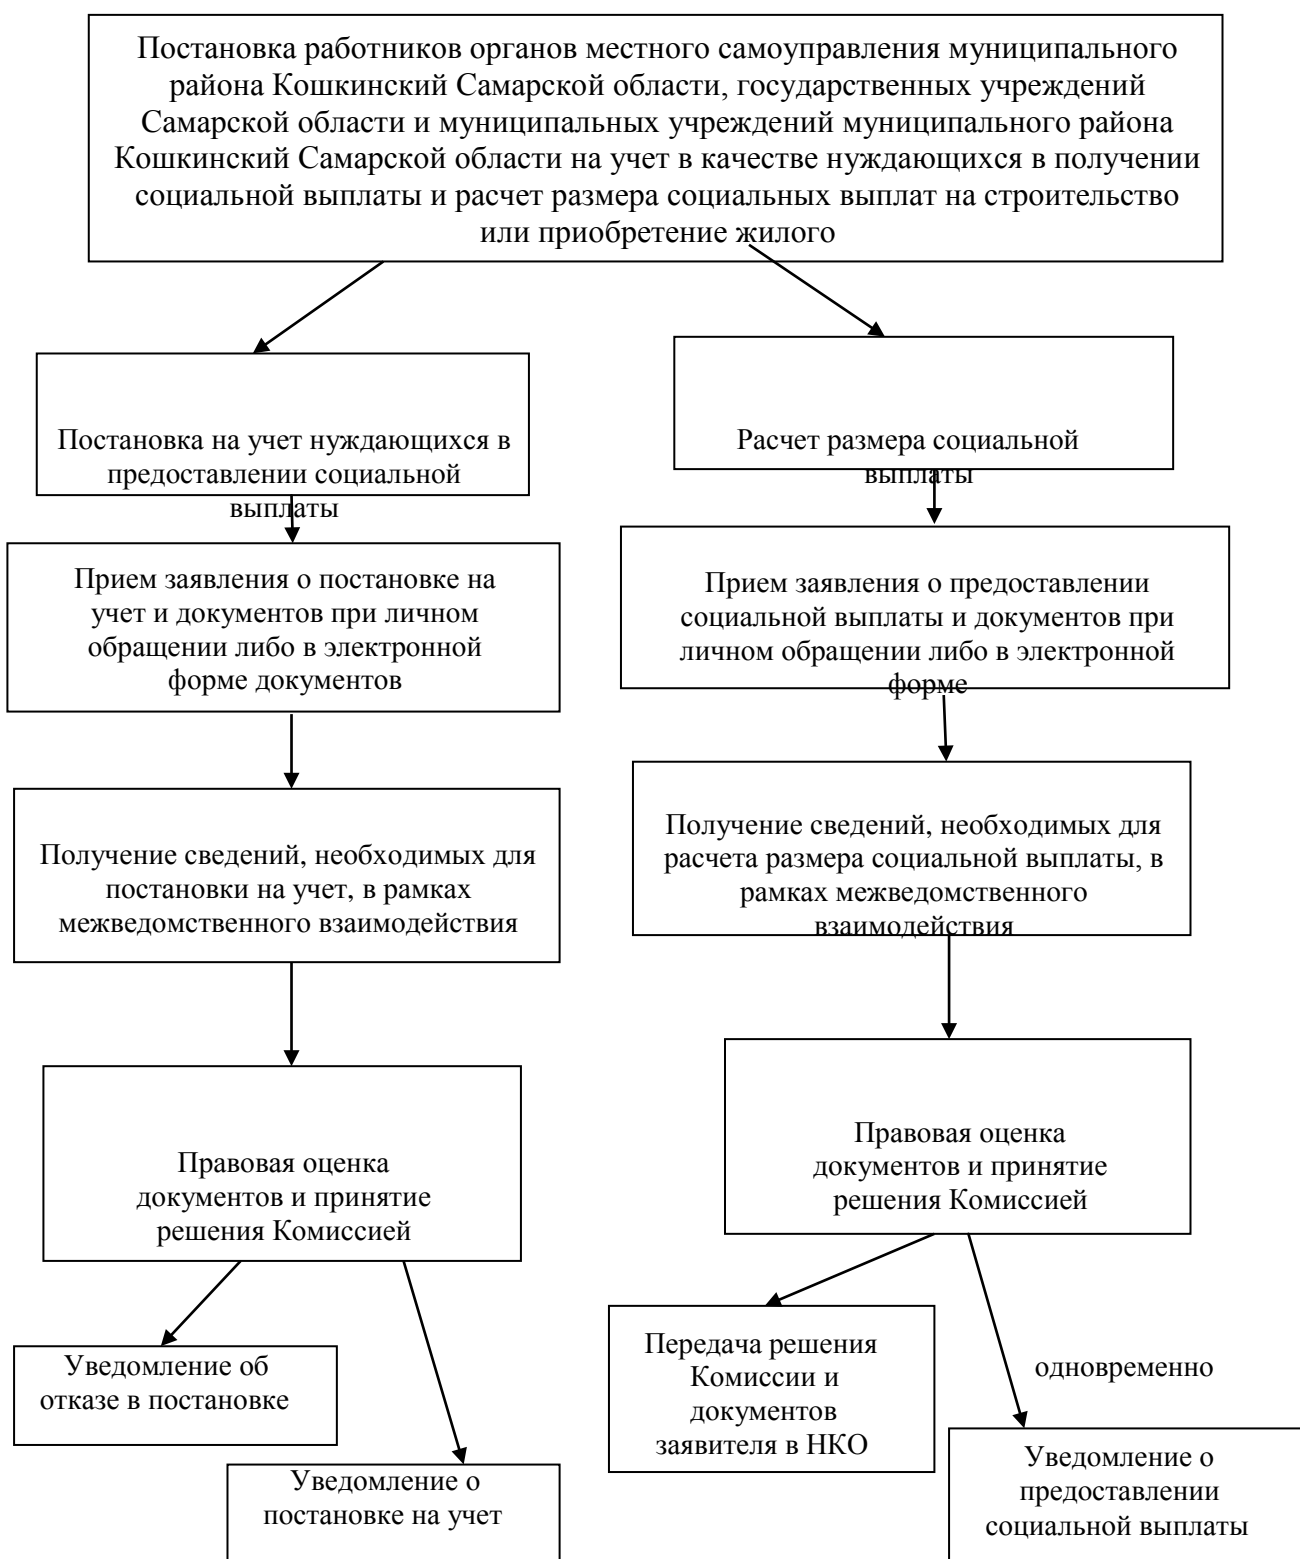 Постановка работников органов местного самоуправления муниципального
района Кошкинский Самарской области, государственных учреждений
Самарской области и муниципальных учреждений муниципального района
Кошкинский Самарской области на учет в качестве нуждающихся в получении
социальной выплаты и расчет размера социальных выплат на строительство
или приобретение жилого
Постановка на учет нуждающихся в
предоставлении социальной
выплаты
Расчет размера социальной
выплаты
Прием заявления о постановке на
учет и документов при личном
обращении либо в электронной
форме документов
Прием заявления о предоставлении
социальной выплаты и документов при
личном обращении либо в электронной
форме
Получение сведений, необходимых для
постановки на учет, в рамках
межведомственного взаимодействия
Получение сведений, необходимых для
расчета размера социальной выплаты, в
рамках межведомственного
взаимодействия
Правовая оценка
документов и принятие
решения Комиссией
Правовая оценка
документов и принятие
решения Комиссией
Уведомление об
отказе в постановке
Уведомление о
постановке на учет
Передача решения
Комиссии и
документов
заявителя в НКО
одновременно
Уведомление о
предоставлении
социальной выплаты